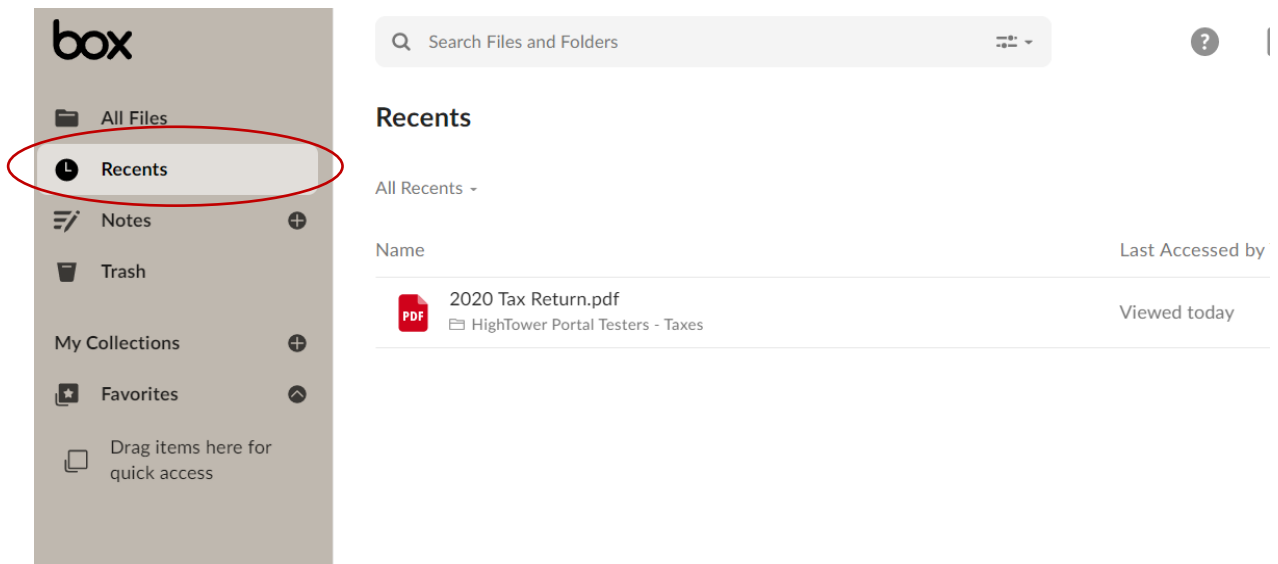 box
All Files
Recents
Notes
Trash
My Collections
Favorites
Drag items here for
quick access
Search Files and Folders
?
Recents
All Recents
Name
Last Accessed by
PDF
2020 Tax Return.pdf
HighTower Portal Testers - Taxes
Viewed today